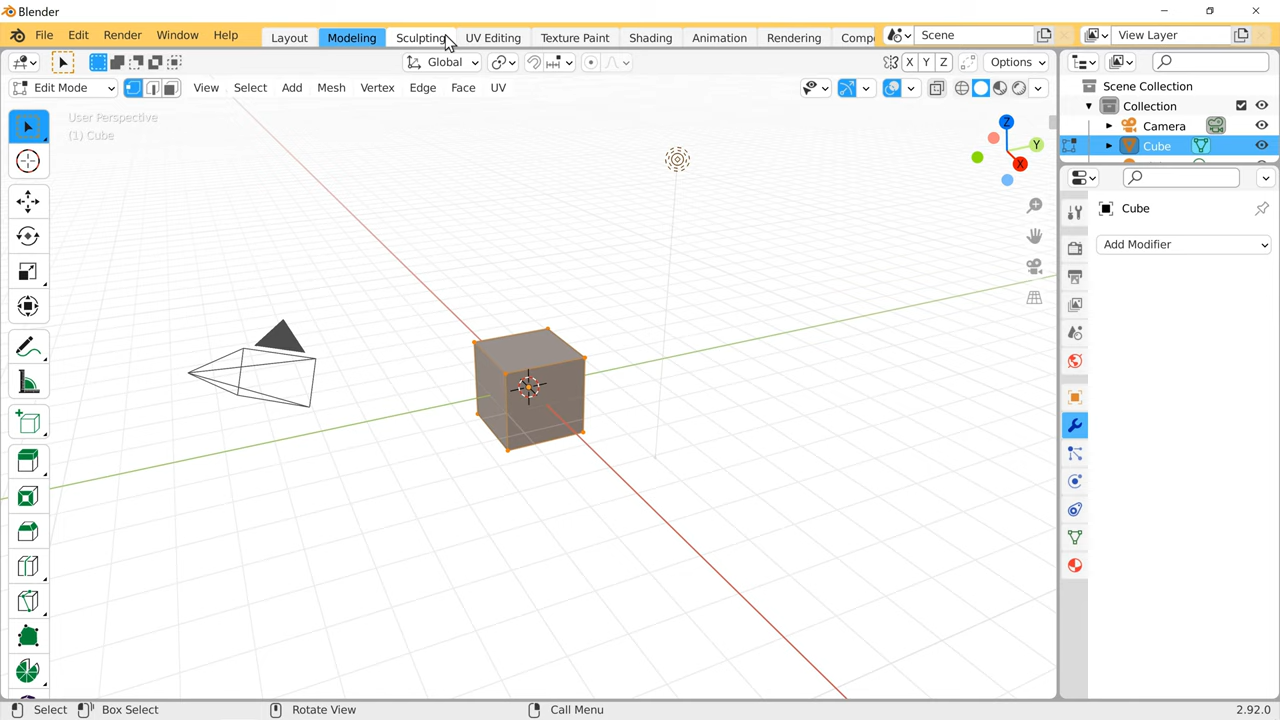 Blender
File Edit Render Window Help Layout Modeling Sculpting UV Editing Texture Paint Shading Animation Rendering Comp Scene View Layer
Global X Y Z Options
Edit Mode View Select Add Mesh Vertex Edge Face UV
Scene Collection
Collection
Camera
Cube
User Perspective
(1) Cube
Z
Y
X
Cube
Add Modifier
Select Box Select Rotate View Call Menu 2.92.0